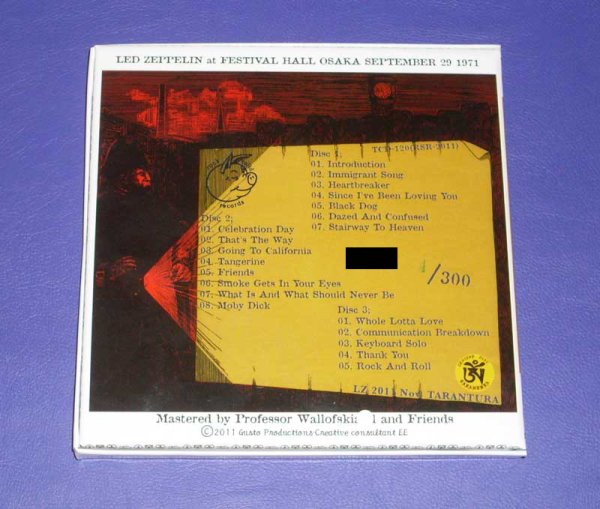 LED ZEPPELIN at FESTIVAL HALL OSAKA SEPTEMBER 29 1971
Disc 1; TCD-120(RSR-2011)
01. Introduction
02. Immigrant Song
03. Heartbreaker
04. Since I've Been Loving You
05. Black Dog
06. Dazed And Confused
07. Stairway To Heaven
records
Disc 2;
01. Celebration Day
02. That's The Way
03. Going To California
04. Tangerine
05. Friends
06. Smoke Gets In Your Eyes
07. What Is And What Should Never Be
08. Moby Dick
/300
Disc 3;
01. Whole Lotta Love
02. Communication Breakdown
03. Keyboard Solo
04. Thank You
05. Rock And Roll
LZ 2011 TARANTURA
Mastered by Professor and Friends
©2011 Gusto Productions Creative consultant EE